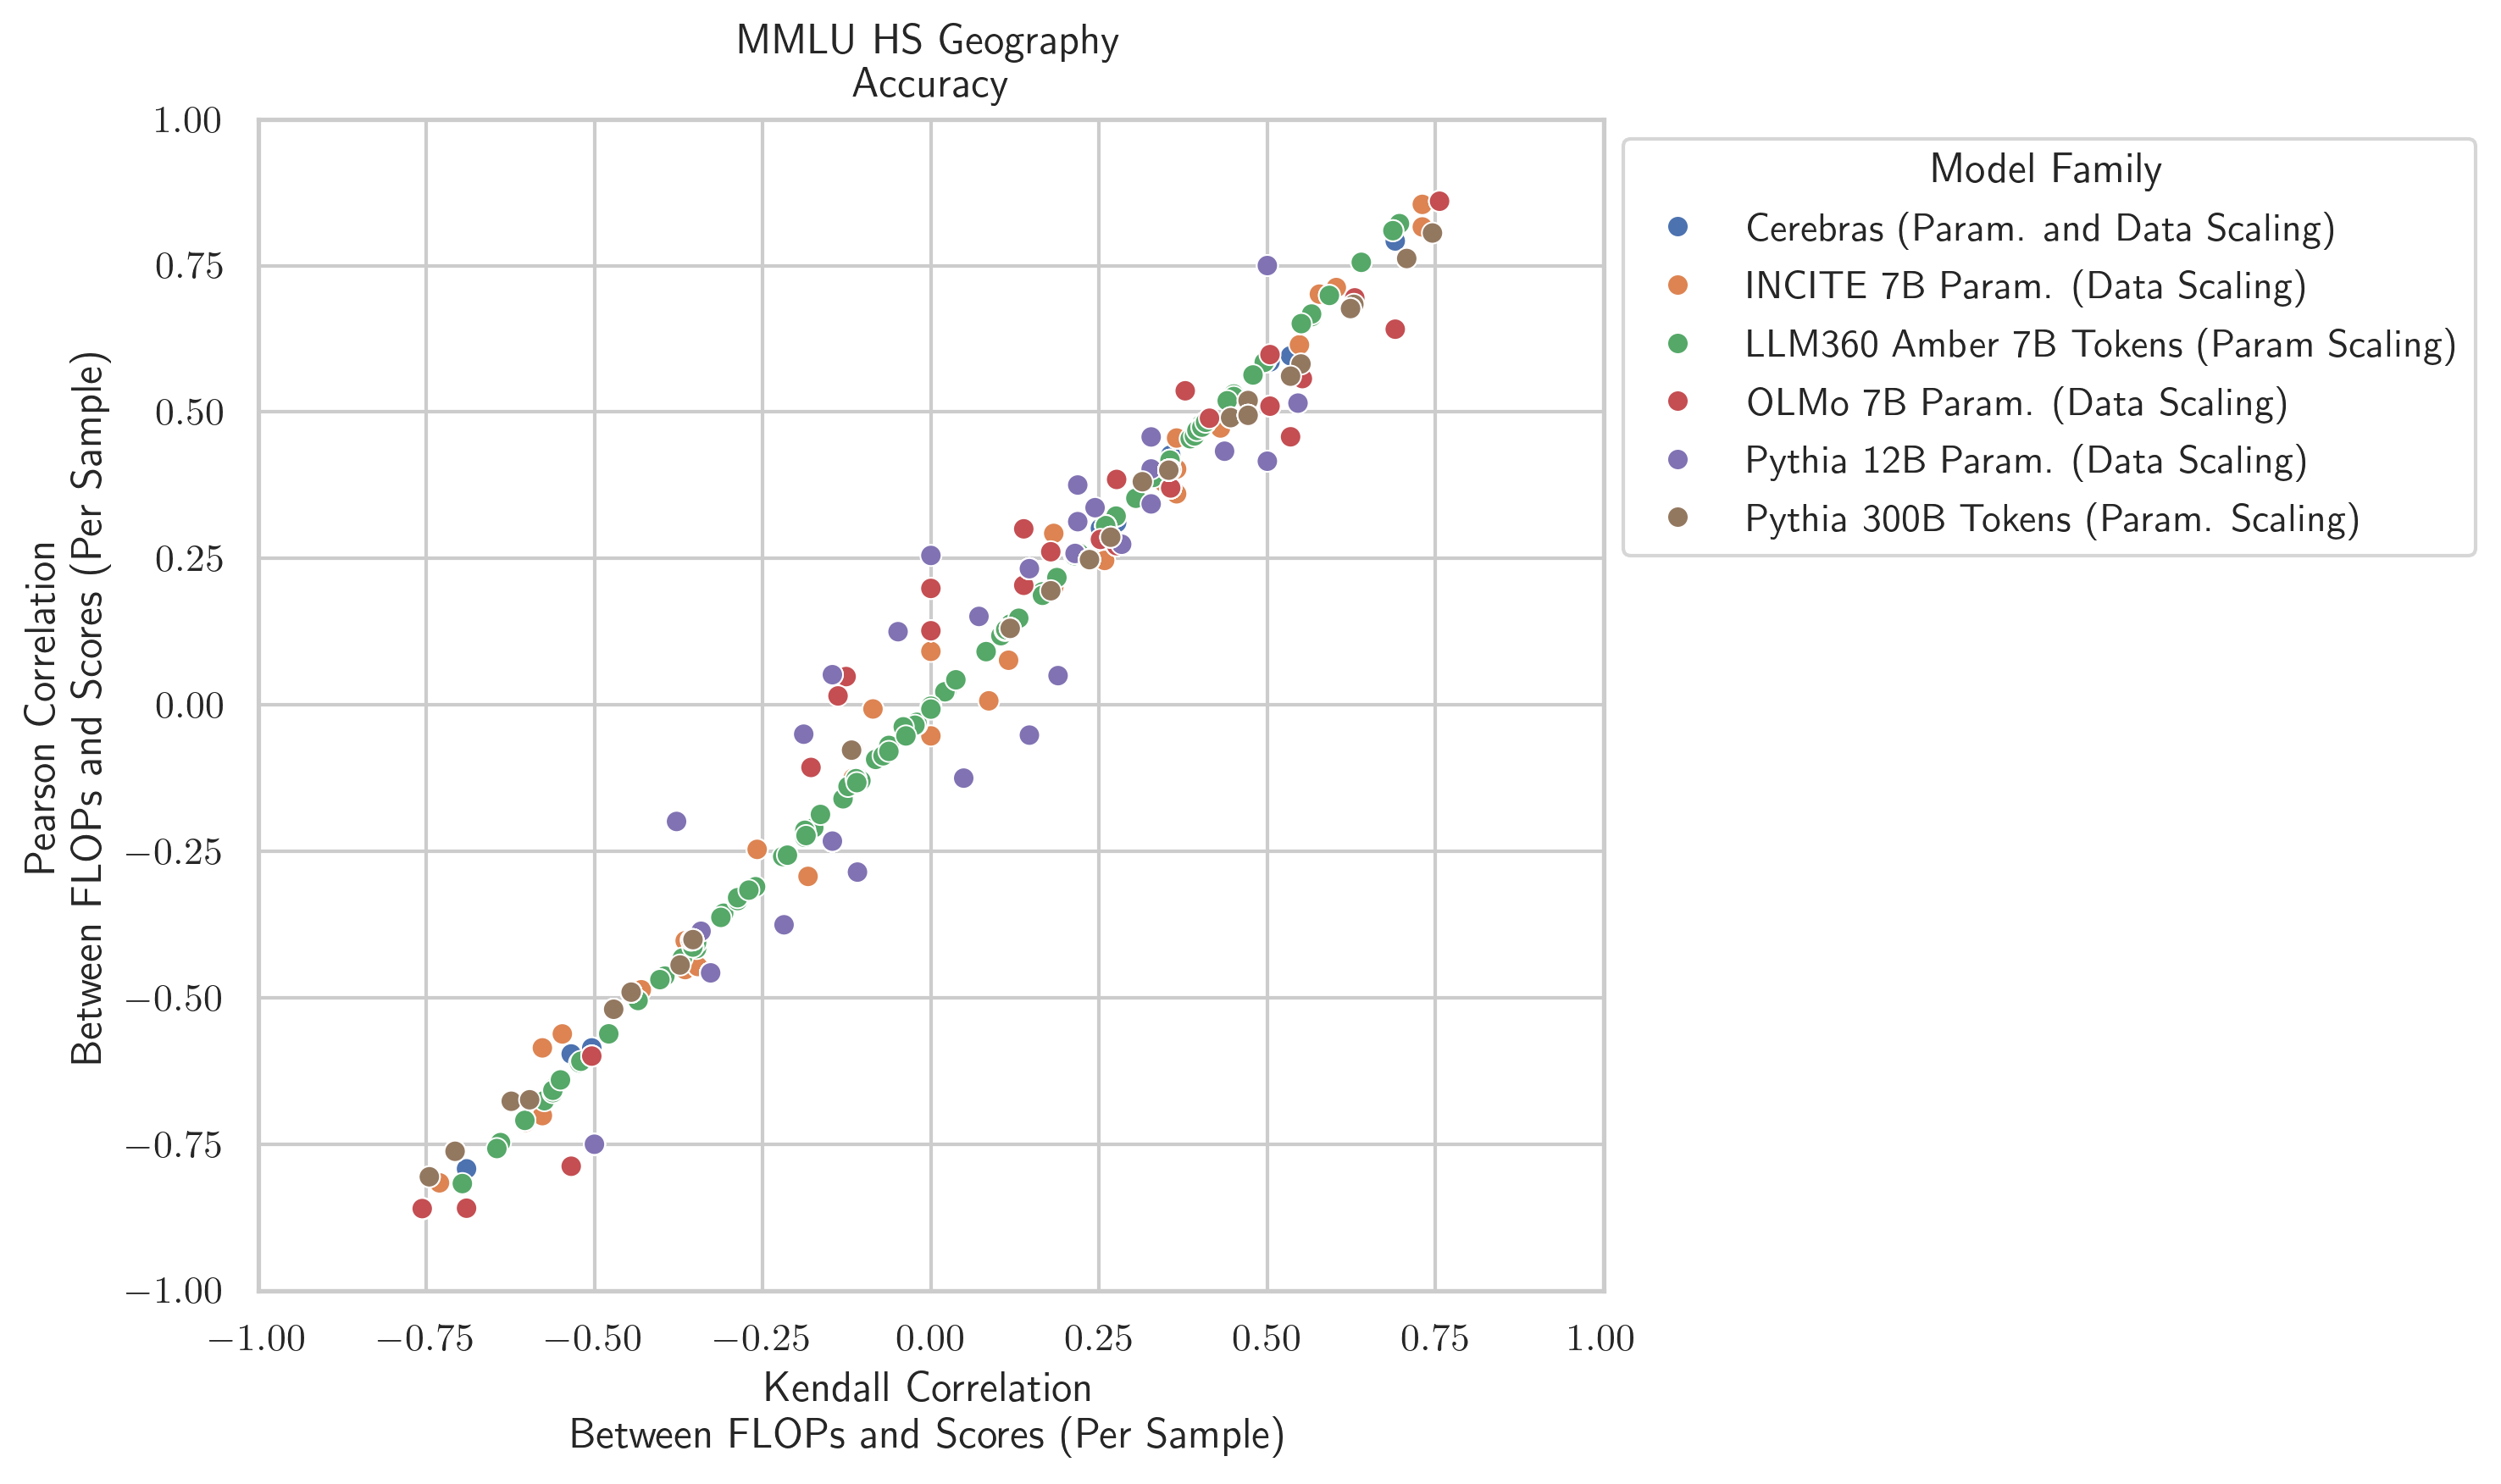 MMLU HS Geography
Accuracy
1.00
0.75
0.50
0.25
0.00
−0.25
−0.50
−0.75
−1.00
Pearson Correlation
Between FLOPs and Scores (Per Sample)
−1.00 −0.75 −0.50 −0.25 0.00 0.25 0.50 0.75 1.00
Kendall Correlation
Between FLOPs and Scores (Per Sample)
Model Family
Cerebras (Param. and Data Scaling)
INCITE 7B Param. (Data Scaling)
LLM360 Amber 7B Tokens (Param Scaling)
OLMo 7B Param. (Data Scaling)
Pythia 12B Param. (Data Scaling)
Pythia 300B Tokens (Param. Scaling)